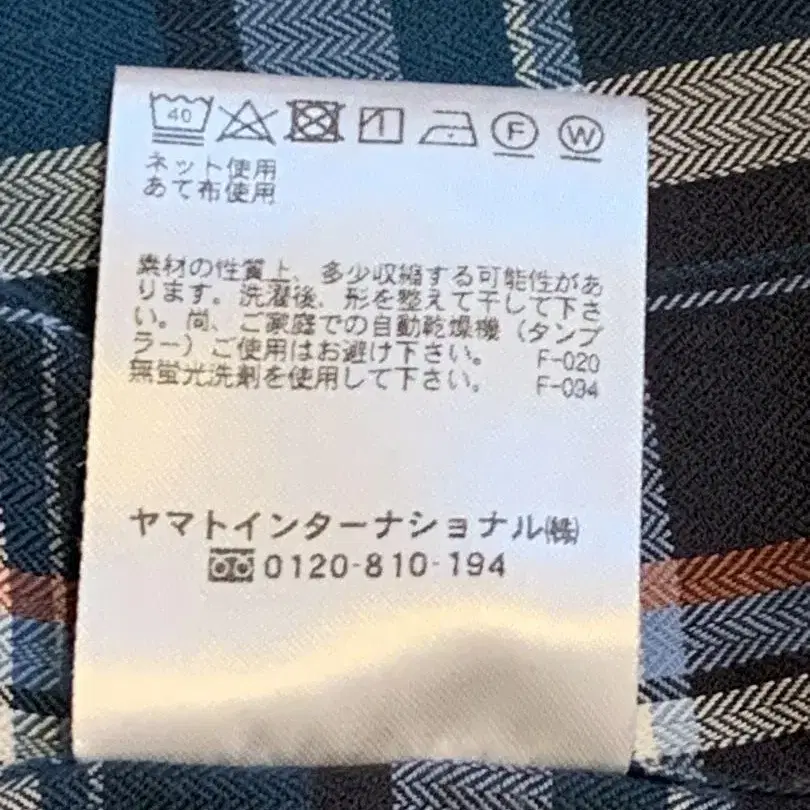 40 F W
ネット使用
あて布使用
素材の性質上、多少収縮する可能性があ
ります。洗濯後、形を整えて干して下さ
い。尚、ご家庭での自動乾燥機（タンブ
ラー）ご使用はお避け下さい。 F-020
無蛍光洗剤を使用して下さい。 F-094
ヤマトインターナショナル㈱
0120-810-194